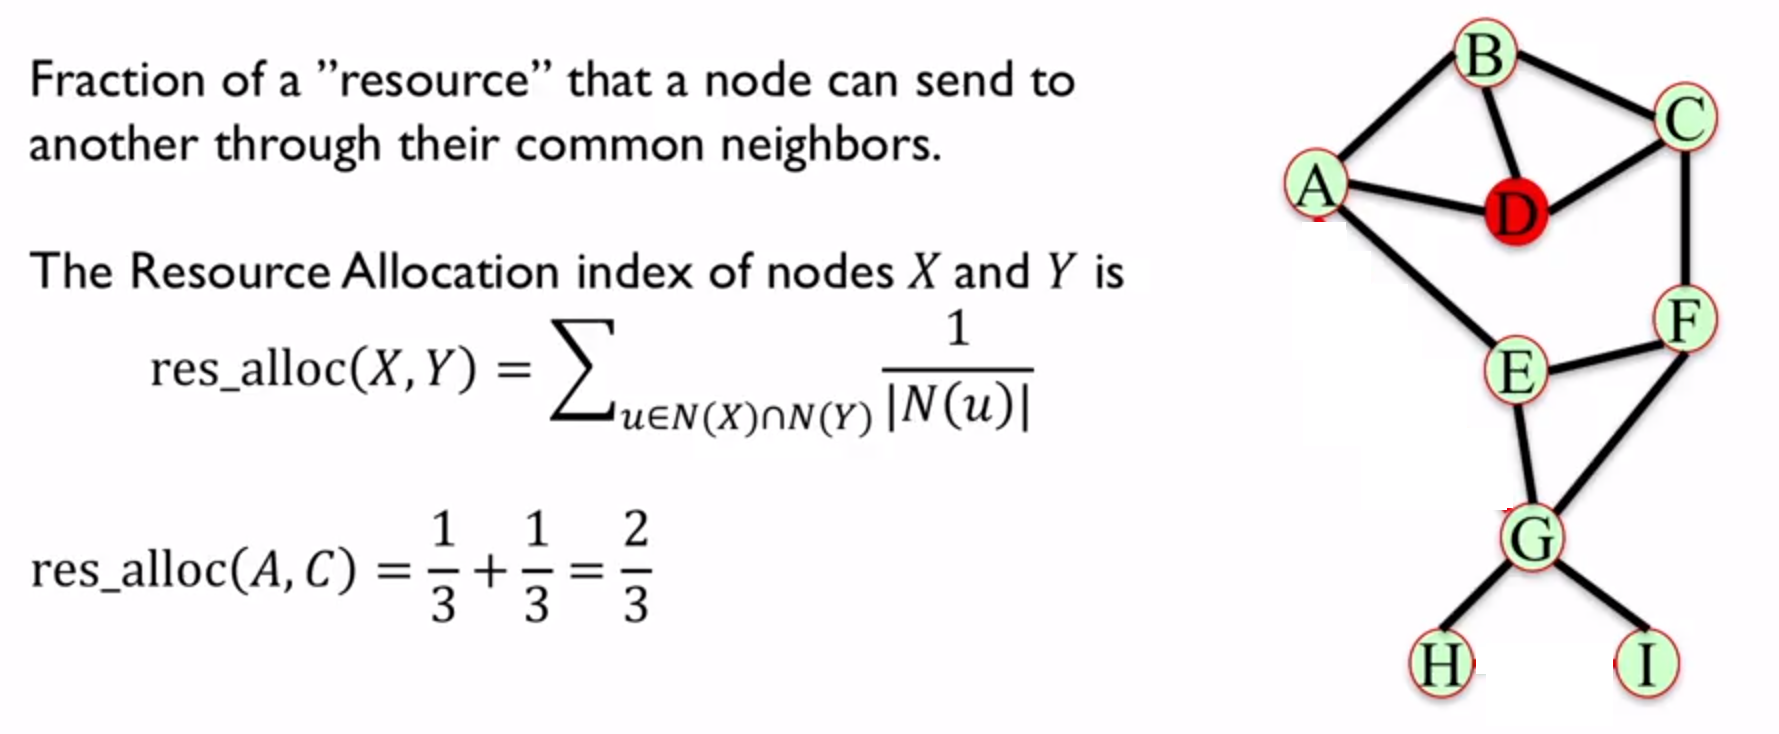 Fraction of a ”resource” that a node can send to
another through their common neighbors.
The Resource Allocation index of nodes X and Y is
res_alloc(X, Y) = ∑u∈N(X)∩N(Y) 1/|N(u)|
res_alloc(A, C) = 1/3 + 1/3 = 2/3
B
C
A
D
F
E
G
H
I